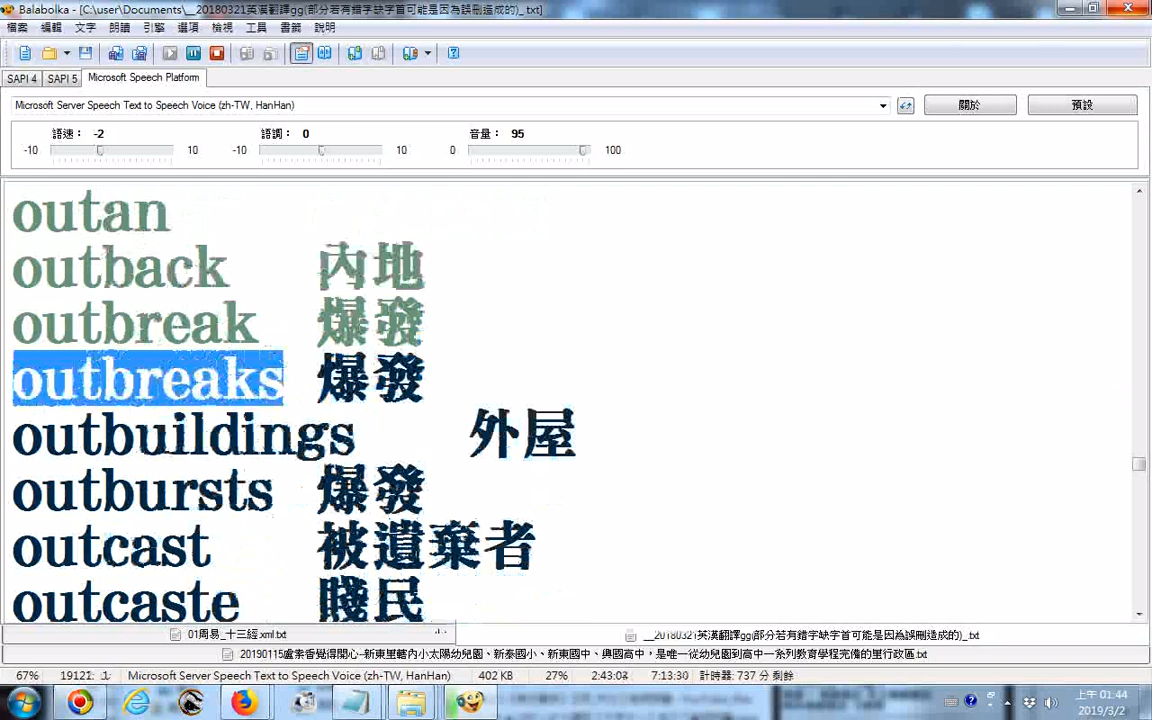 Balabolka - [C:\user\Documents\__20180321英漢翻譯gg(部分若有錯字缺字首可能是因為誤刪造成的)_.txt]
檔案 編輯 文字 朗讀 引擎 選項 檢視 工具 書籤 說明
SAPI 4 SAPI 5 Microsoft Speech Platform
Microsoft Server Speech Text to Speech Voice (zh-TW, HanHan) 關於 預設
語速： -2 語調： 0 音量： 95
-10 10 -10 10 0 100
outan
outback 內地
outbreak 爆發
outbreaks 爆發
outbuildings 外屋
outbursts 爆發
outcast 被遺棄者
outcaste 賤民
01周易_十三經.xml.txt __20180321英漢翻譯gg(部分若有錯字缺字首可能是因為誤刪造成的)_.txt
20190115盧素香覺得開心-新東里轄內小太陽幼兒園、新泰國小、新東國中、興國高中，是唯一從幼兒園到高中一系列教育學程完備的里行政區.txt
67% 19121: 1: Microsoft Server Speech Text to Speech Voice (zh-TW, HanHan) 402 KB 27% 2:43:08 7:13:30 計時器: 737 分 剩餘
上午 01:44
2019/3/2